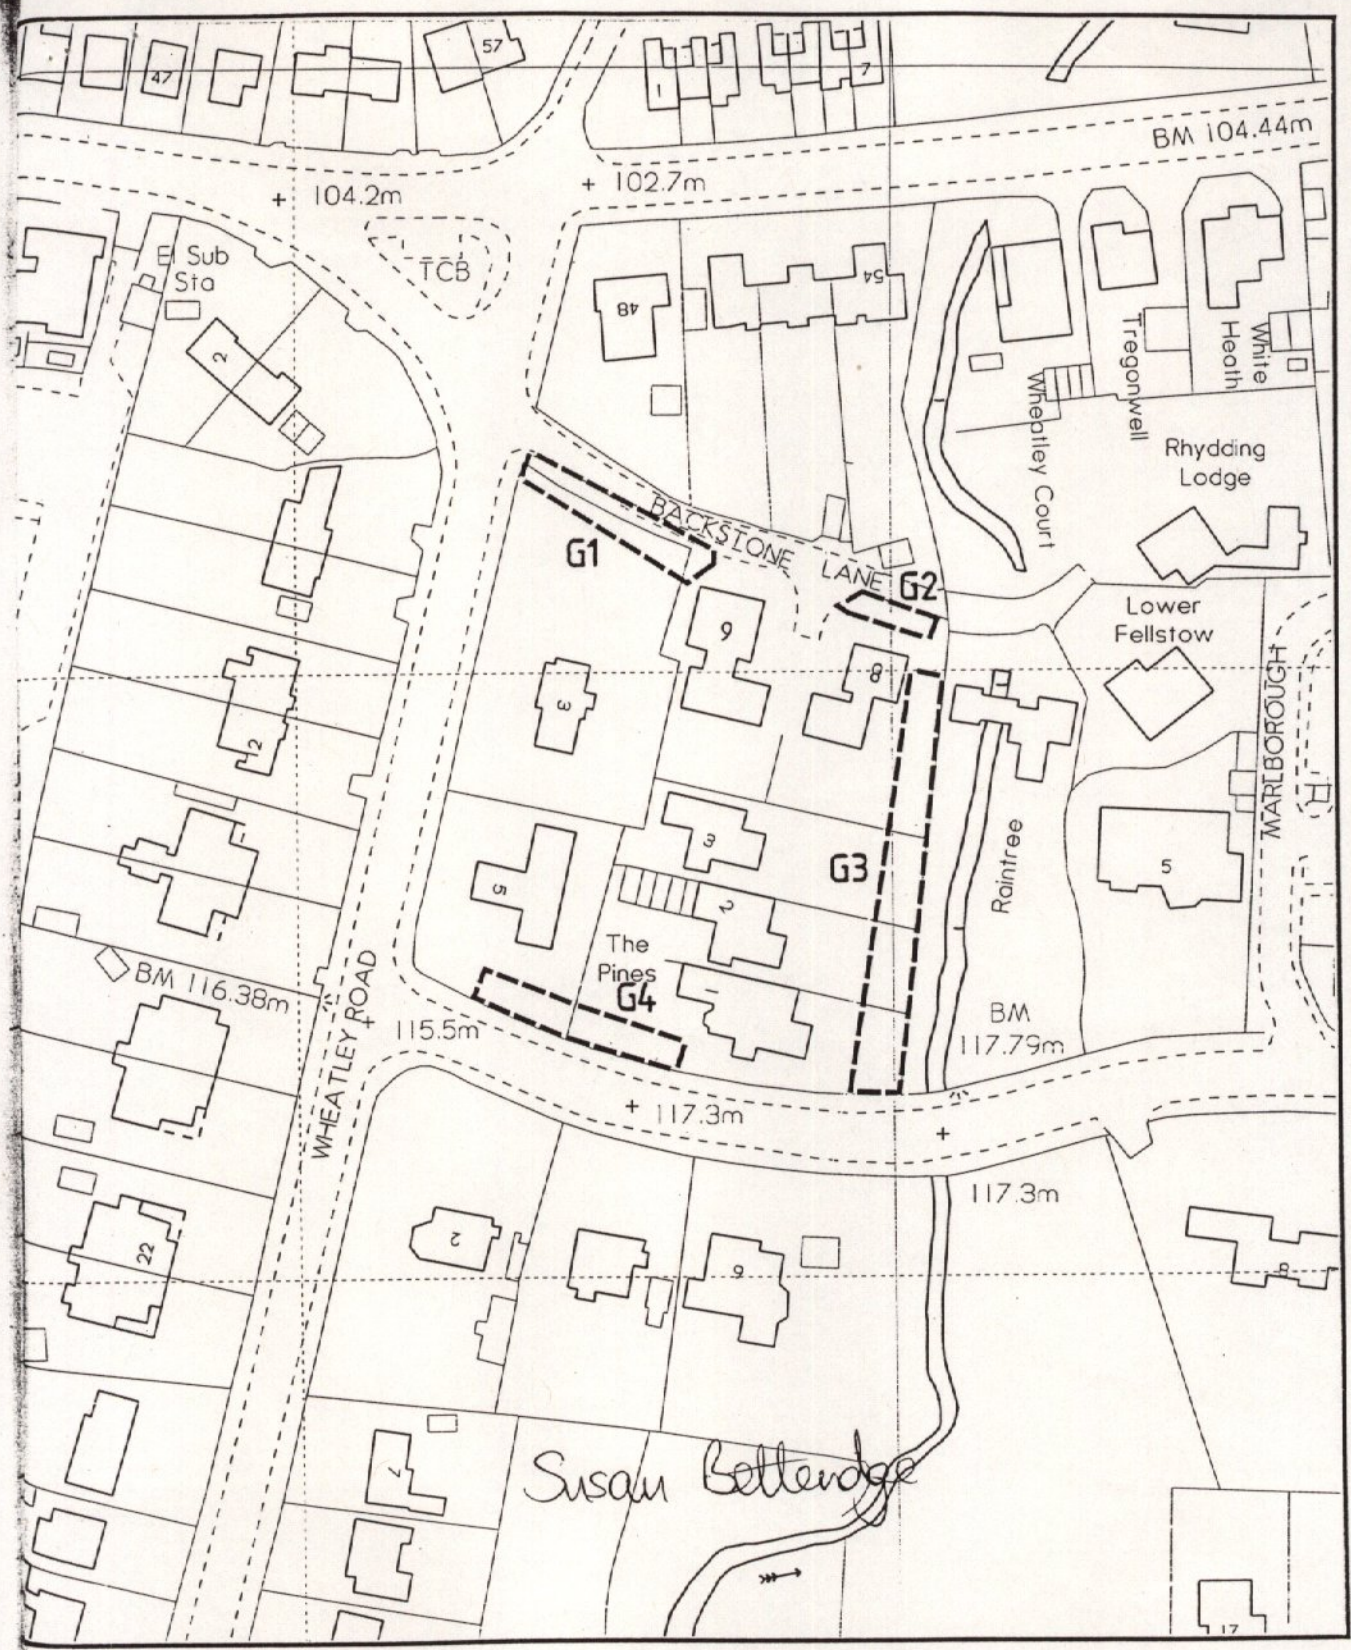 57
47
1
7
BM 104.44m
104.2m
102.7m
El Sub
Sta
TCB
48
54
2
Wheatley Court
Tregonwell
White
Heath
Rhydding
Lodge
BACKSTONE LANE
G1
G2
Lower
Fellstow
9
8
3
12
MARLBOROUGH
3
G3
Raintree
5
5
2
The
Pines
G4
1
BM 116.38m
WHEATLEY ROAD
115.5m
BM
117.79m
117.3m
117.3m
22
2
6
8
7
Susan Betteridge
17